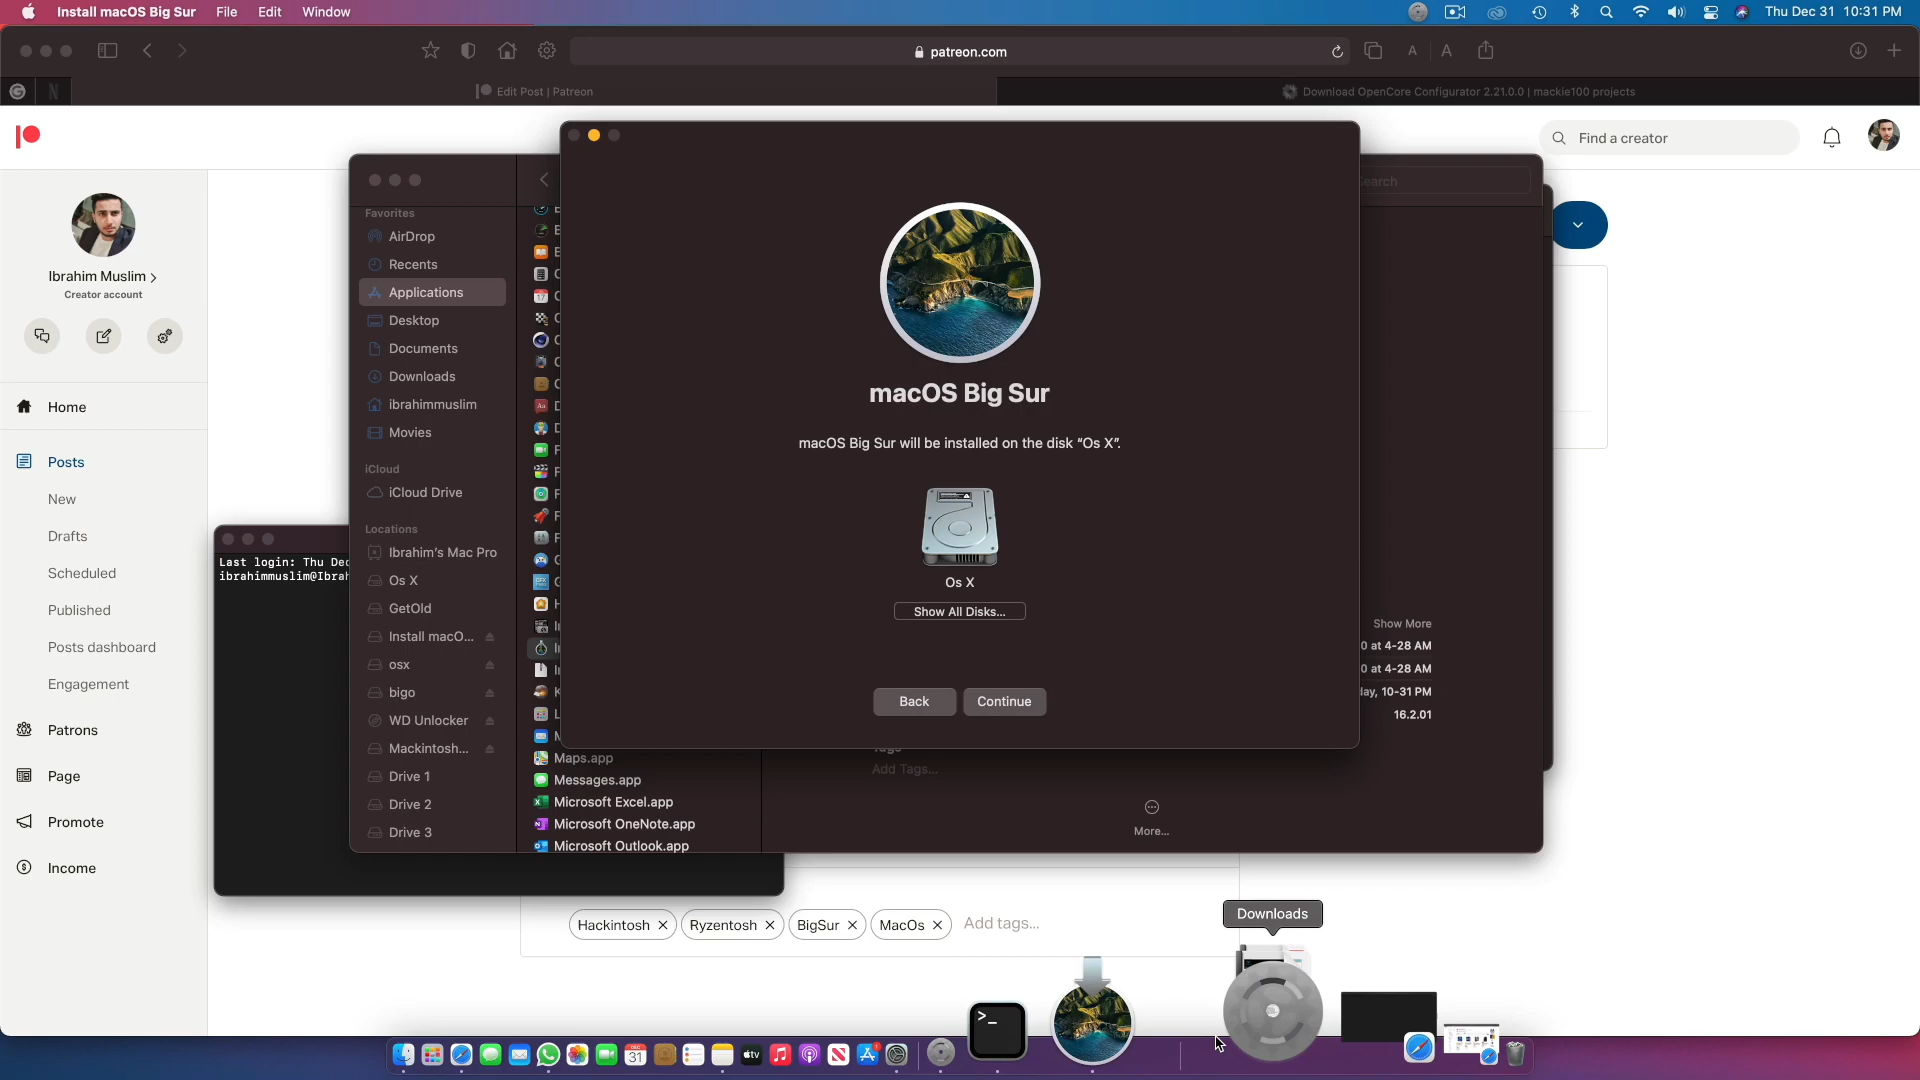 Install macOS Big Sur File Edit Window
Thu Dec 31 10:31 PM
patreon.com
A A
Edit Post | Patreon
Download OpenCore Configurator 2.21.0.0 | mackie100 projects
Find a creator
Ibrahim Muslim
Creator account
Home
Posts
New
Drafts
Scheduled
Published
Posts dashboard
Engagement
Patrons
Page
Promote
Income
Last login: Thu Dec
ibrahimmuslim@Ibrah
Favorites
AirDrop
Recents
Applications
Desktop
Documents
Downloads
ibrahimmuslim
Movies
iCloud
iCloud Drive
Locations
Ibrahim's Mac Pro
Os X
GetOld
Install macO...
osx
bigo
WD Unlocker
Mackintosh...
Drive 1
Drive 2
Drive 3
Maps.app
Messages.app
Microsoft Excel.app
Microsoft OneNote.app
Microsoft Outlook.app
macOS Big Sur
macOS Big Sur will be installed on the disk “Os X”.
Os X
Show All Disks...
Back Continue
Search
Show More
0 at 4-28 AM
0 at 4-28 AM
day, 10-31 PM
16.2.01
Tags
Add Tags...
More...
Hackintosh Ryzentosh BigSur MacOs Add tags...
Downloads